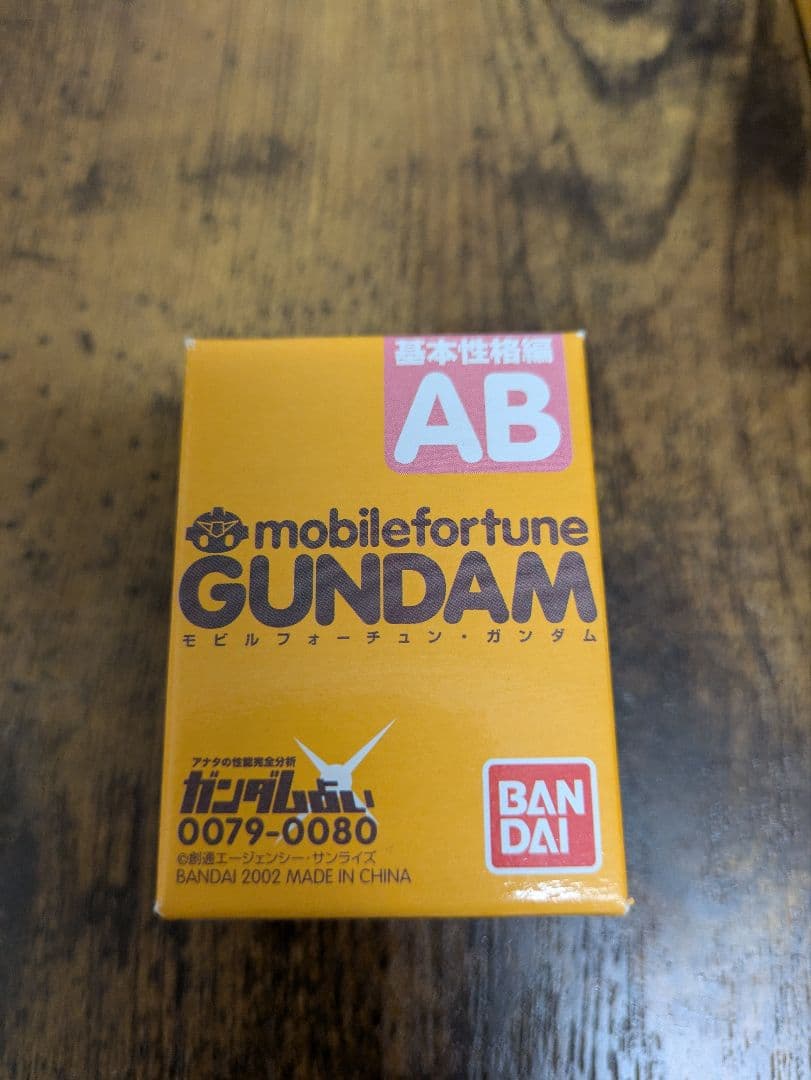 基本性格編
AB
mobilefortune
GUNDAM
モビルフォーチュン・ガンダム
アナタの性能完全分析
ガンダム占い
0079-0080
©創通エージェンシー・サンライズ
BANDAI 2002 MADE IN CHINA
BAN
DAI